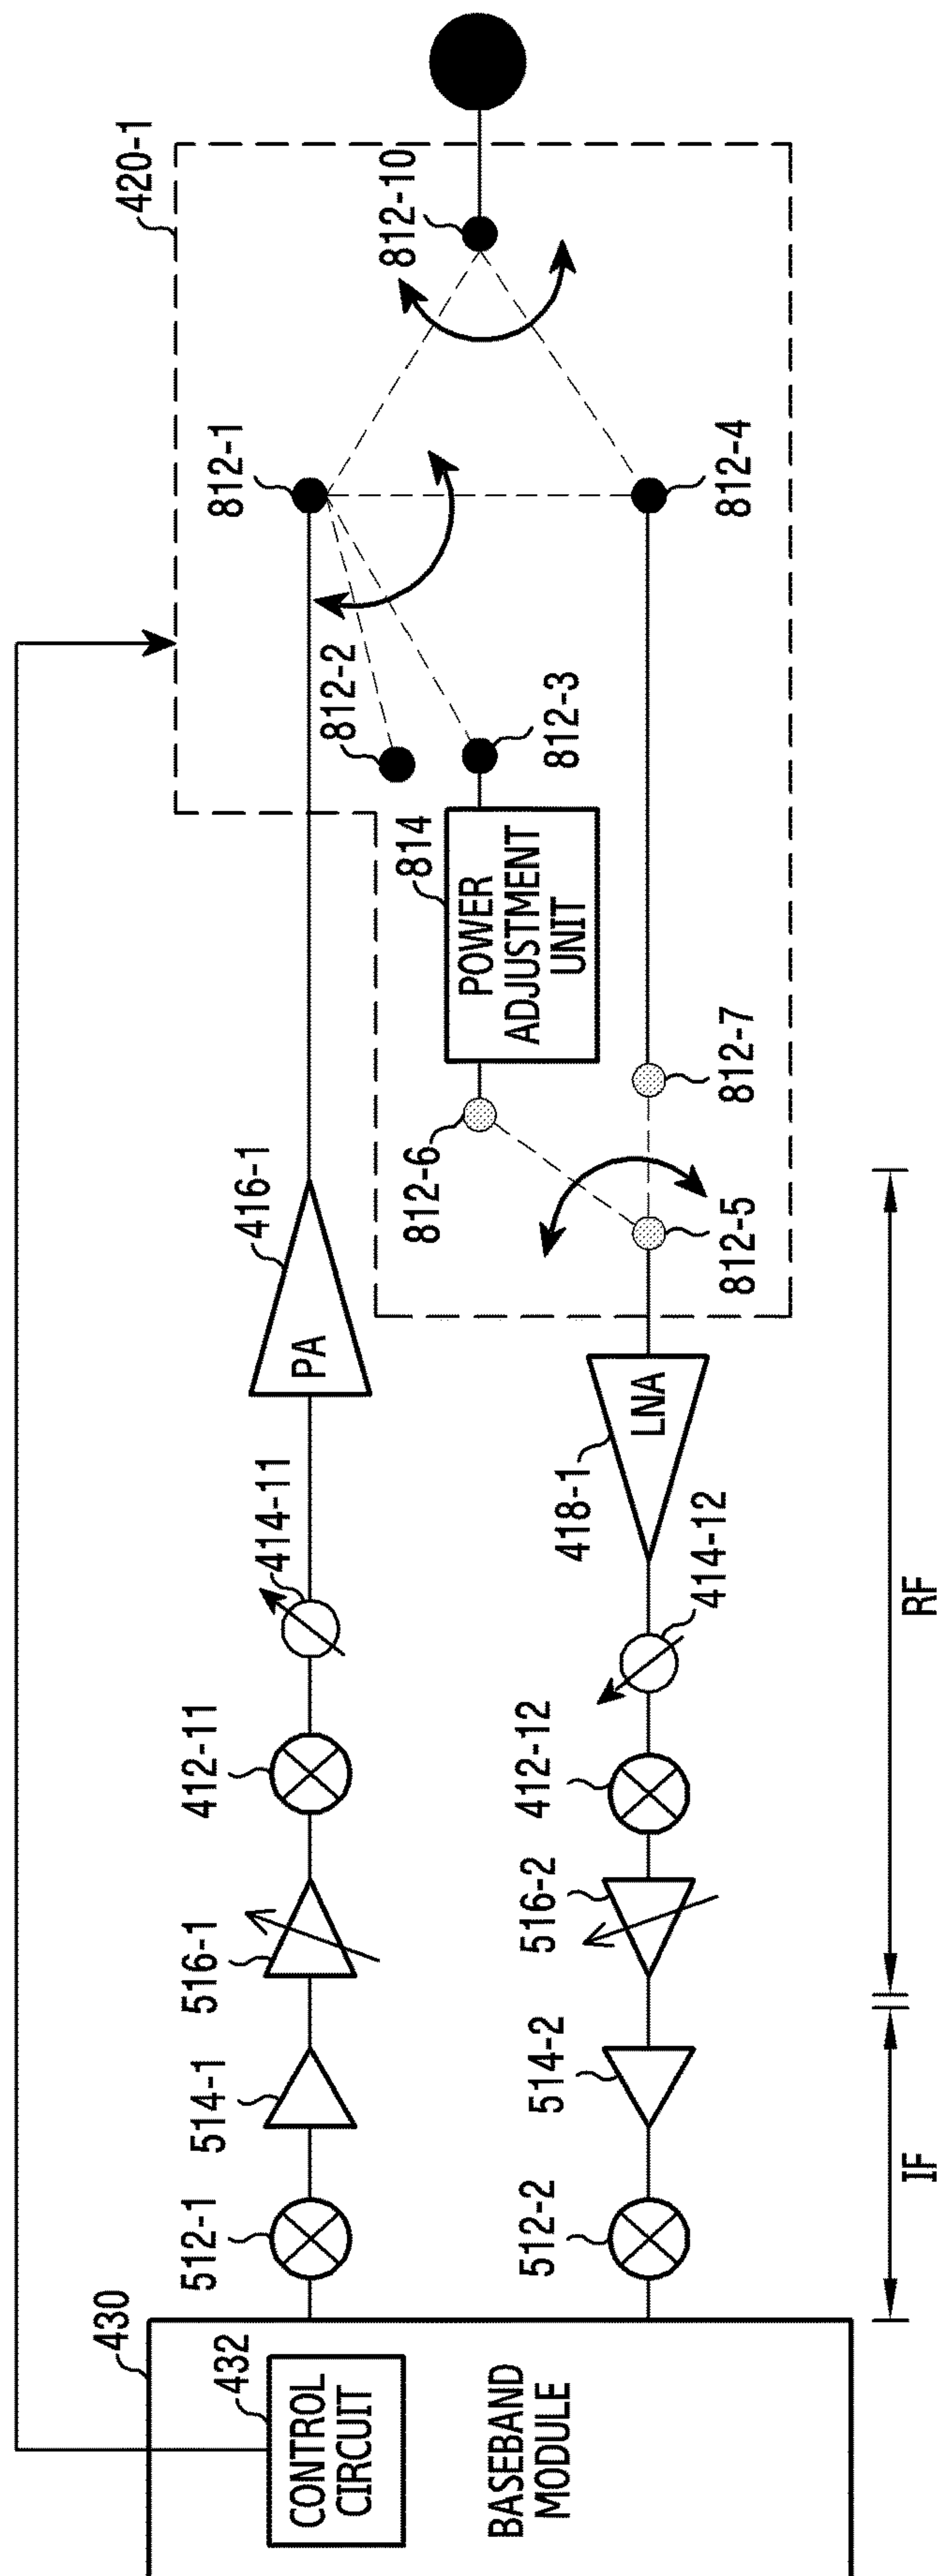 430
432
CONTROL
CIRCUIT
BASEBAND
MODULE
512-1
514-1
516-1
412-11
414-11
416-1
PA
512-2
514-2
516-2
412-12
414-12
418-1
LNA
420-1
812-1
812-2
812-3
812-4
812-5
812-6
812-7
812-10
814
POWER
ADJUSTMENT
UNIT
IF
RF